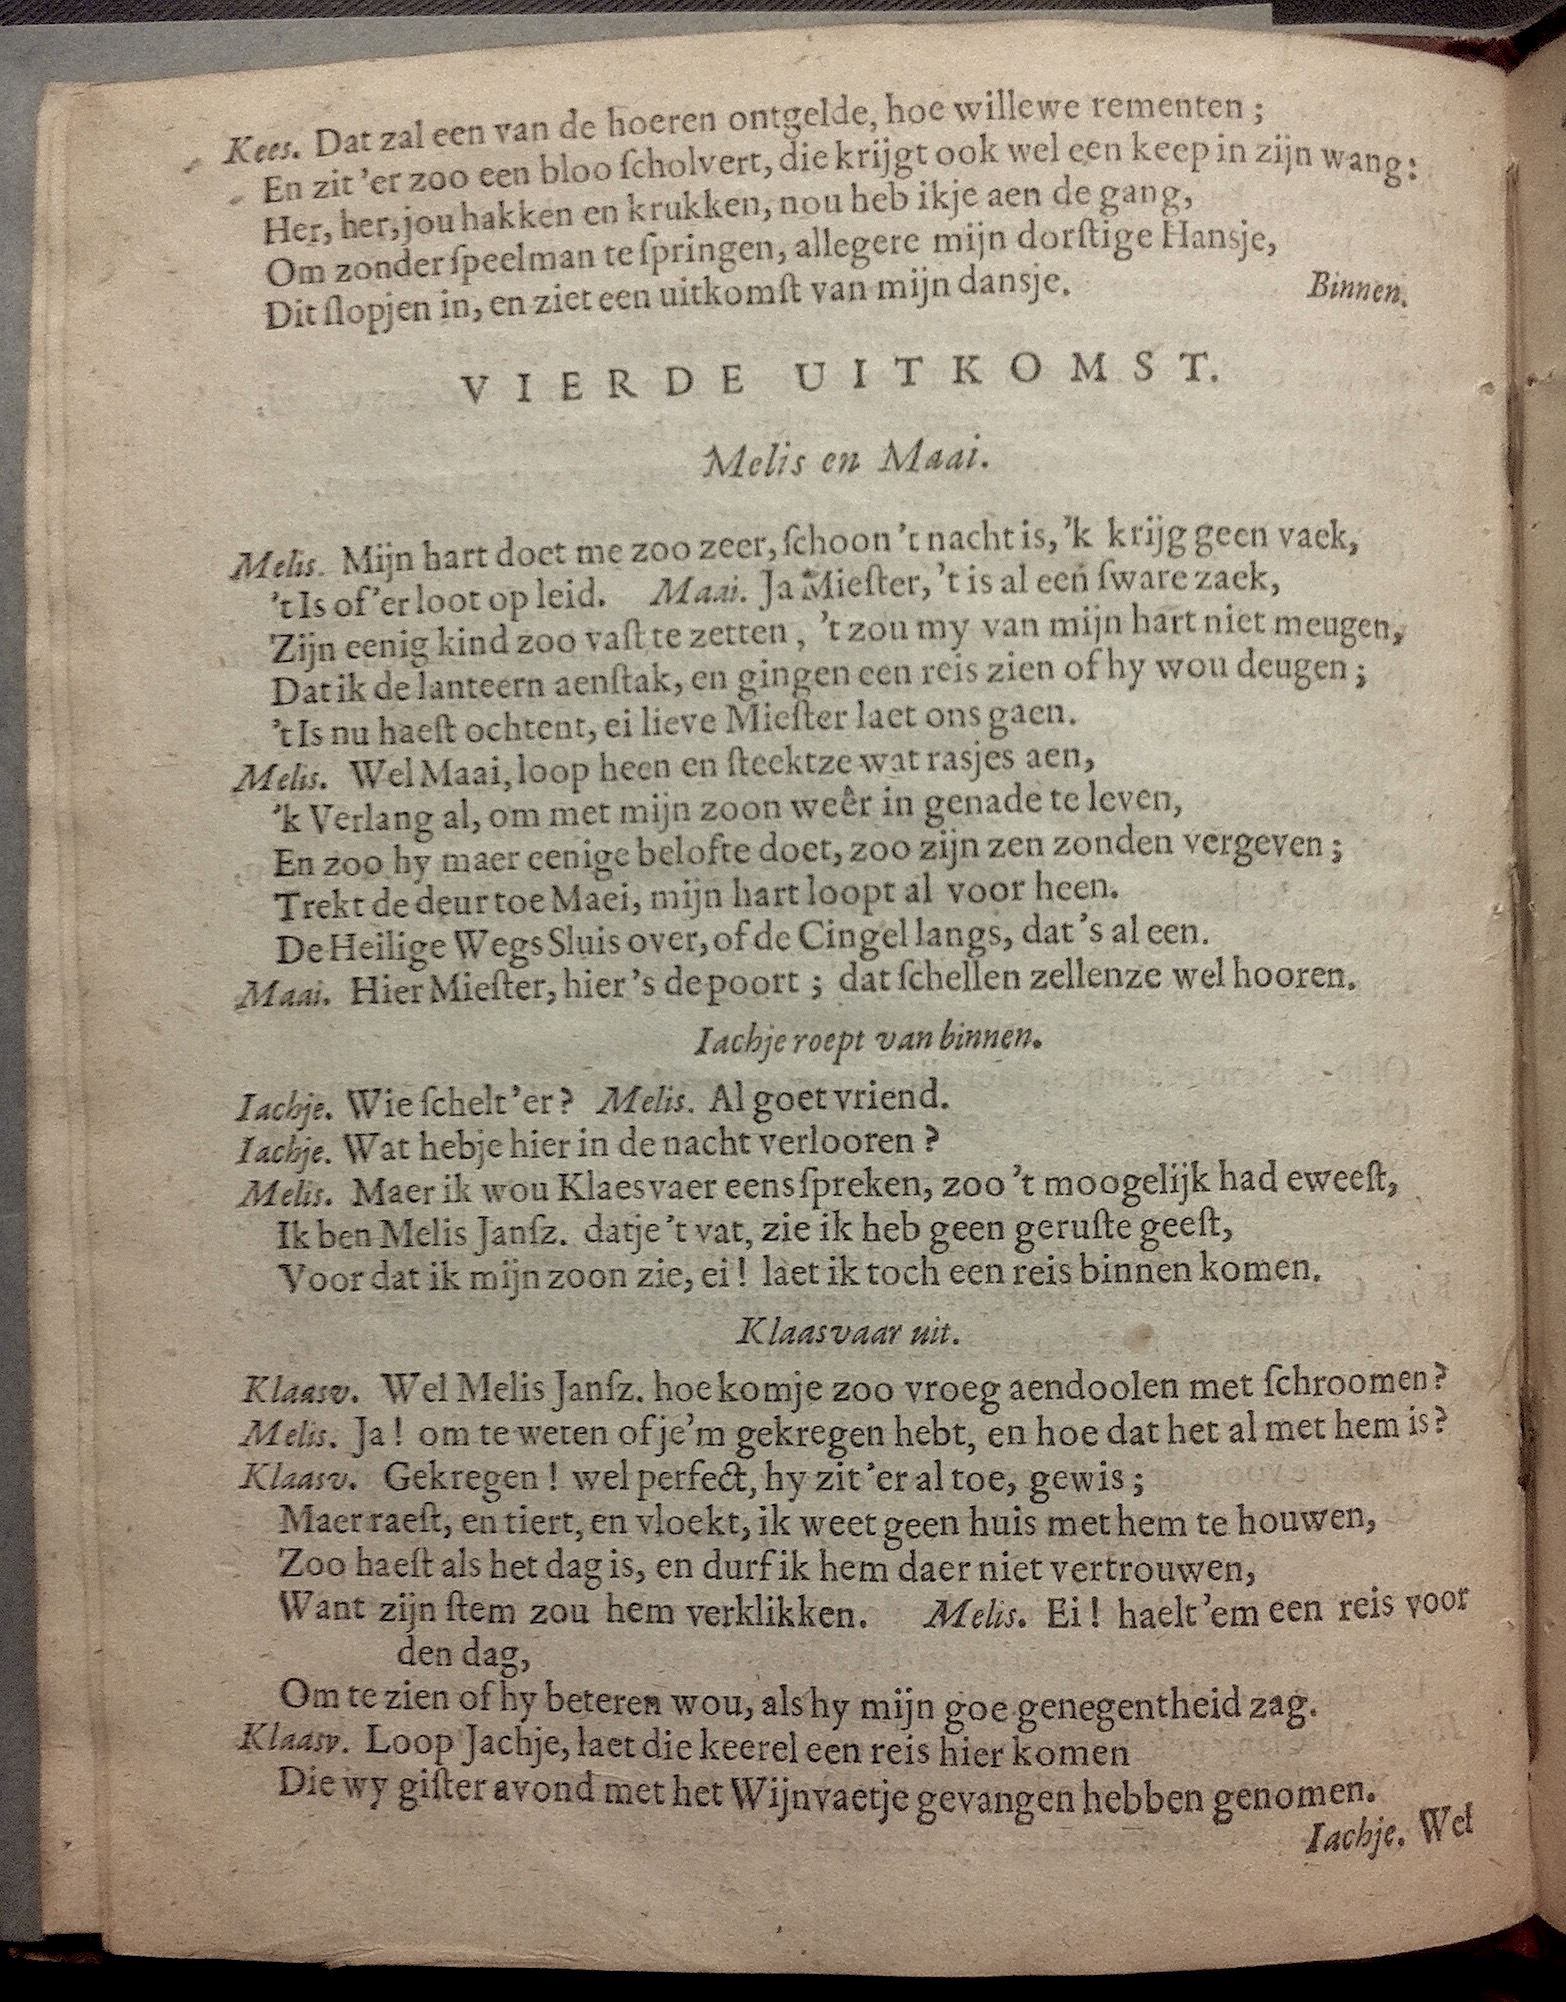 Kees. Dat zal een van de hoeren ontgelde, hoe willewe rementen;
En zit 'er zoo een bloo ſcholvert, die krijgt ook wel een keep in zijn wang:
Her, her, jou hakken en krukken, nou heb ikje aen de gang,
Om zonder ſpeelman te ſpringen, allegere mijn dorſtige Hansje,
Dit ſlopjen in, en ziet een uitkomſt van mijn dansje. Binnen.
VIERDE UITKOMST.
Melis en Maai.
Melis. Mijn hart doet me zoo zeer, ſchoon 't nacht is, 'k krijg geen vaek,
't Is of 'er loot op leid. Maai. Ja Mieſter, 't is al een ſware zaek,
Zijn eenig kind zoo vaſt te zetten, 't zou my van mijn hart niet meugen,
Dat ik de lanteern aenſtak, en gingen een reis zien of hy wou deugen;
't Is nu haeſt ochtent, ei lieve Mieſter laet ons gaen.
Melis. Wel Maai, loop heen en ſteektze wat rasjes aen,
'k Verlang al, om met mijn zoon weêr in genade te leven,
En zoo hy maer eenige belofte doet, zoo zijn zen zonden vergeven;
Trekt de deur toe Maei, mijn hart loopt al voor heen.
De Heilige Wegs Sluis over, of de Cingel langs, dat 's al een.
Maai. Hier Mieſter, hier 's de poort; dat ſchellen zellenze wel hooren.
Iachje roept van binnen.
Iachje. Wie ſchelt 'er? Melis. Al goet vriend.
Iachje. Wat hebje hier in de nacht verlooren?
Melis. Maer ik wou Klaesvaer eens ſpreken, zoo 't moogelijk had eweeſt,
Ik ben Melis Janſz. datje 't vat, zie ik heb geen geruſte geeſt,
Voor dat ik mijn zoon zie, ei! laet ik toch een reis binnen komen.
Klaasvaar uit.
Klaasv. Wel Melis Janſz. hoe komje zoo vroeg aendoolen met ſchroomen?
Melis. Ja! om te weten of je'm gekregen hebt, en hoe dat het al met hem is?
Klaasv. Gekregen! wel perfect, hy zit 'er al toe, gewis;
Maer raeſt, en tiert, en vloekt, ik weet geen huis met hem te houwen,
Zoo haeſt als het dag is, en durf ik hem daer niet vertrouwen,
Want zijn ſtem zou hem verklikken. Melis. Ei! haelt 'em een reis voor
den dag,
Om te zien of hy beteren wou, als hy mijn goe genegentheid zag.
Klaasv. Loop Jachje, laet die keerel een reis hier komen
Die wy giſter avond met het Wijnvaetje gevangen hebben genomen.
Iachje. Wel